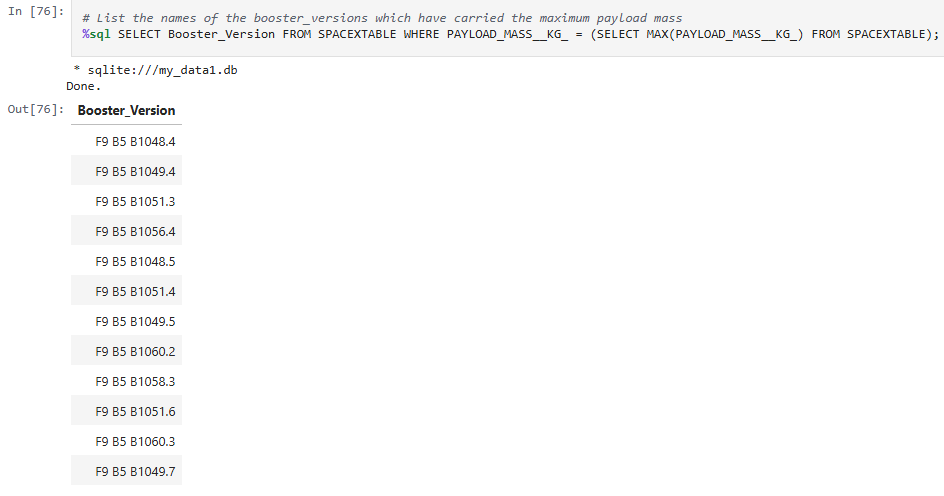 In [76]:
# List the names of the booster_versions which have carried the maximum payload mass
%sql SELECT Booster_Version FROM SPACEXTABLE WHERE PAYLOAD_MASS__KG_ = (SELECT MAX(PAYLOAD_MASS__KG_) FROM SPACEXTABLE);
* sqlite:///my_data1.db
Done.
Out[76]:
Booster_Version
F9 B5 B1048.4
F9 B5 B1049.4
F9 B5 B1051.3
F9 B5 B1056.4
F9 B5 B1048.5
F9 B5 B1051.4
F9 B5 B1049.5
F9 B5 B1060.2
F9 B5 B1058.3
F9 B5 B1051.6
F9 B5 B1060.3
F9 B5 B1049.7